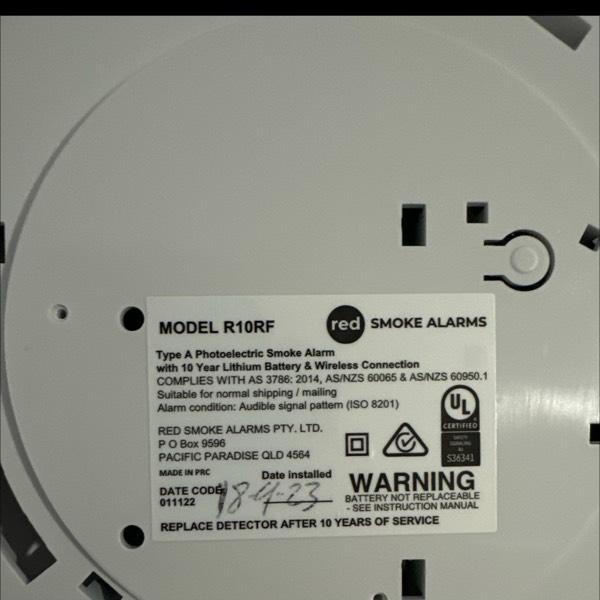 MODEL R10RF
red SMOKE ALARMS
Type A Photoelectric Smoke Alarm
with 10 Year Lithium Battery & Wireless Connection
COMPLIES WITH AS 3786: 2014, AS/NZS 60065 & AS/NZS 60950.1
Suitable for normal shipping / mailing
Alarm condition: Audible signal pattern (ISO 8201)
UL
CERTIFIED
SAFETY
SIGNALING
AU
S36341
RED SMOKE ALARMS PTY. LTD.
P O Box 9596
PACIFIC PARADISE QLD 4564
MADE IN PRC
Date installed
DATE CODE:
011122
18-4-23
WARNING
BATTERY NOT REPLACEABLE
- SEE INSTRUCTION MANUAL
REPLACE DETECTOR AFTER 10 YEARS OF SERVICE